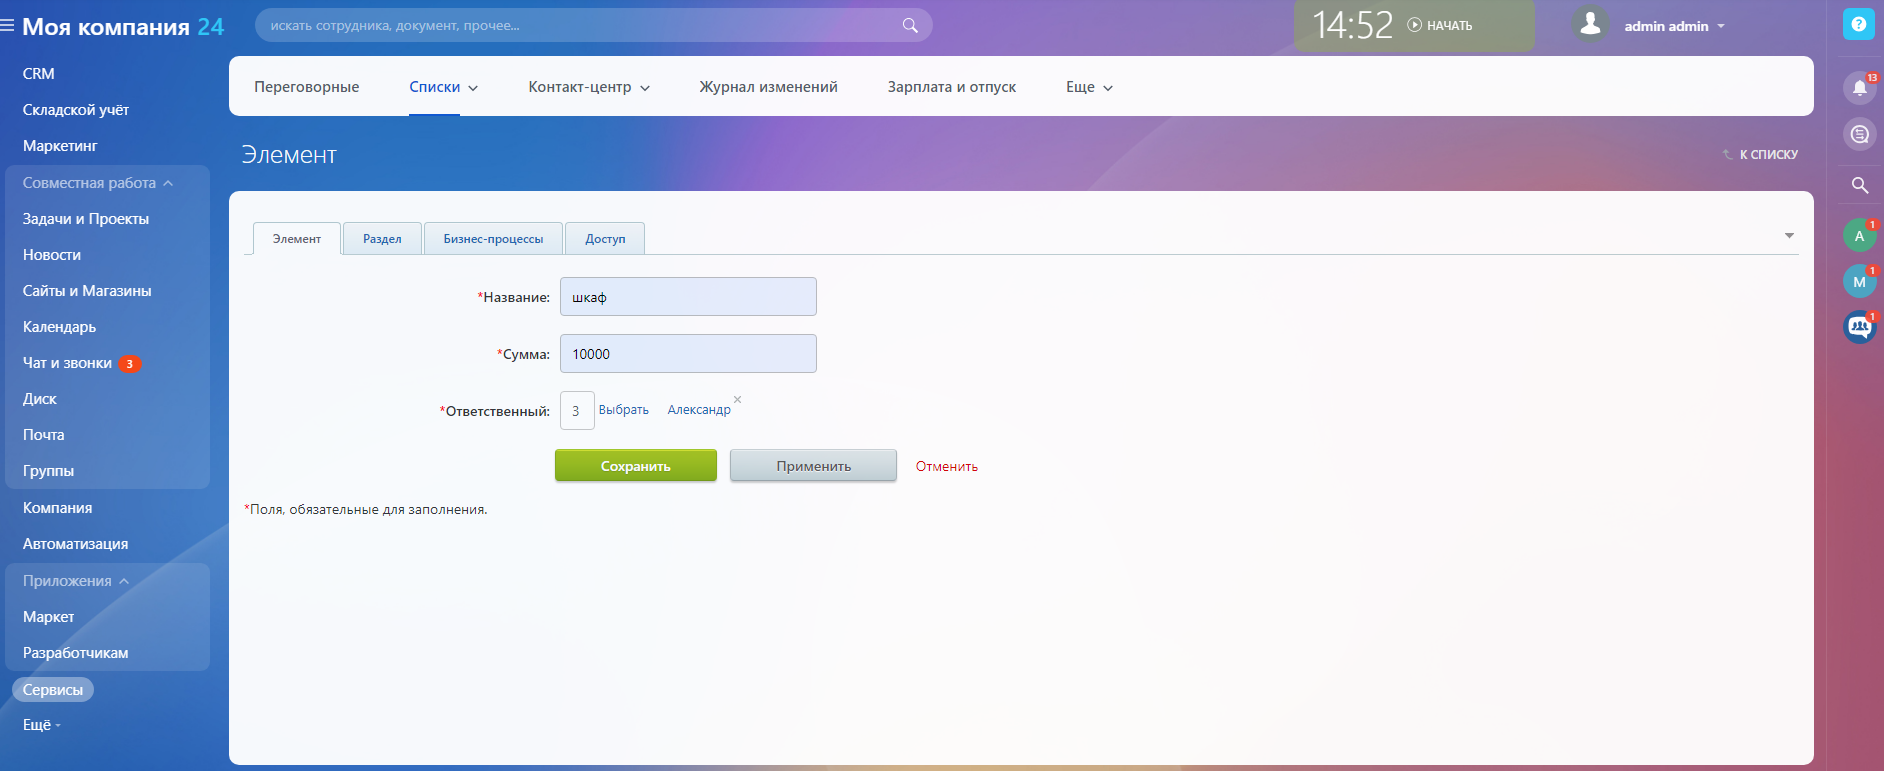 Моя компания 24
искать сотрудника, документ, прочее...
14:52
НАЧАТЬ
admin admin
?
CRM
Складской учёт
Маркетинг
Совместная работа
Задачи и Проекты
Новости
Сайты и Магазины
Календарь
Чат и звонки 3
Диск
Почта
Группы
Компания
Автоматизация
Приложения
Маркет
Разработчикам
Сервисы
Ещё
Переговорные
Списки
Контакт-центр
Журнал изменений
Зарплата и отпуск
Еще
Элемент
К СПИСКУ
Элемент
Раздел
Бизнес-процессы
Доступ
*Название: шкаф
*Сумма: 10000
*Ответственный: 3 Выбрать Александр
Сохранить
Применить
Отменить
*Поля, обязательные для заполнения.
13
A 1
M 1
1